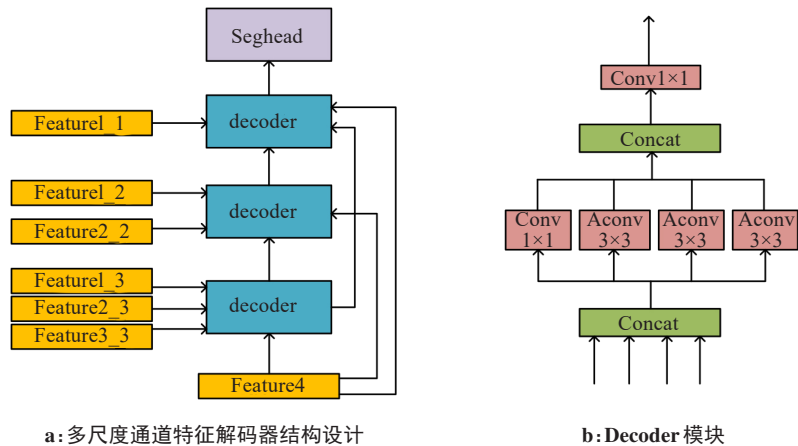 Seghead
Featurel_1
decoder
Featurel_2
decoder
Feature2_2
Featurel_3
Feature2_3
decoder
Feature3_3
Feature4
a:多尺度通道特征解码器结构设计
Conv1×1
Concat
Conv
1×1
Aconv
3×3
Aconv
3×3
Aconv
3×3
Concat
b:Decoder 模块